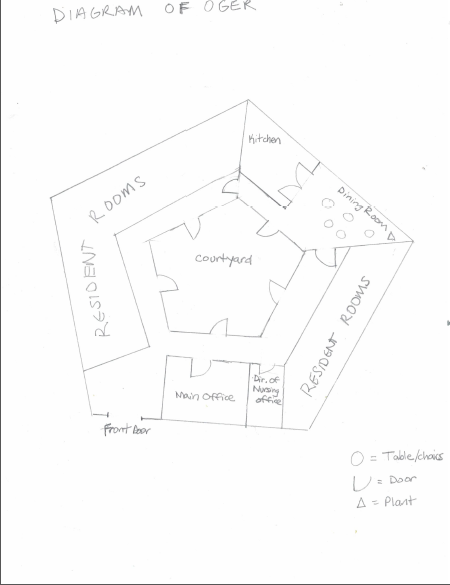 DIAGRAM OF OGER
Kitchen
Dining Room
RESIDENT ROOMS
courtyard
RESIDENT ROOMS
Main Office
Dir. of
Nursing
office
Front Door
O = Table/chairs
= Door
Δ = Plant